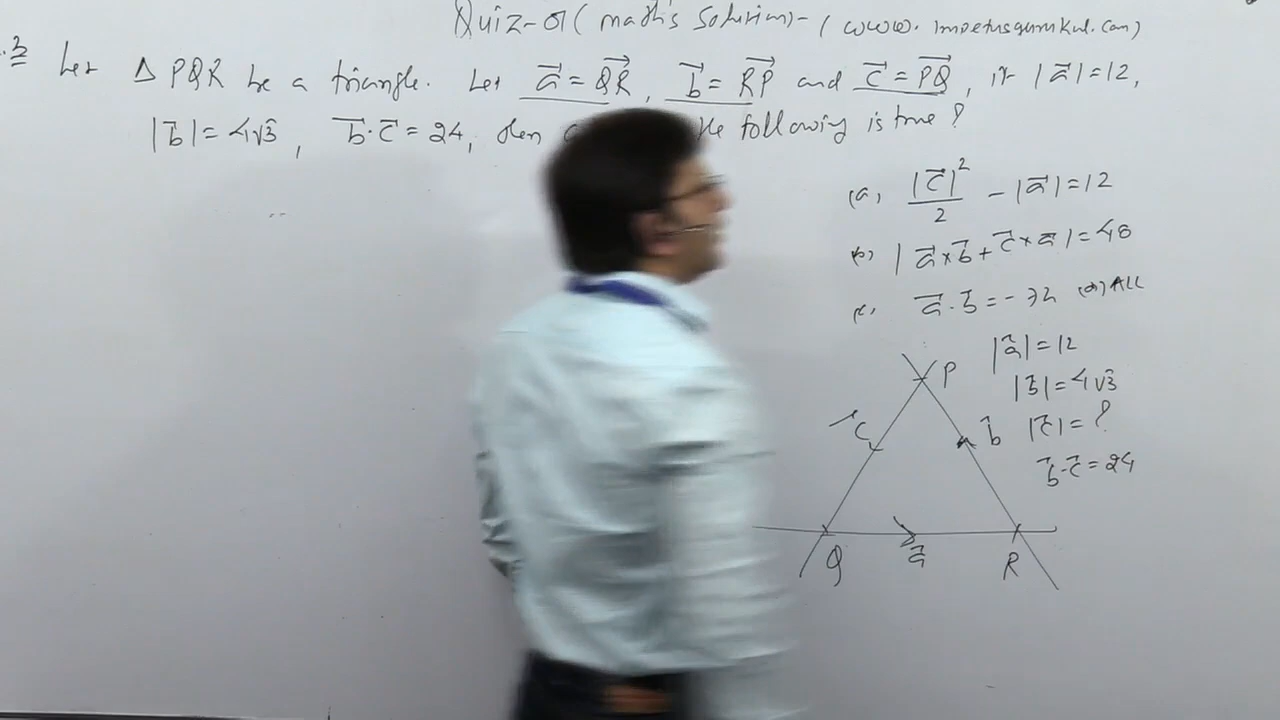 Quiz-01 (math's solution)- ( www. impetusgurukul.com)
Let Δ PQR be a triangle. Let a⃗ = QR⃗, b⃗ = RP⃗ and c⃗ = PQ⃗, if |a⃗| = 12,
|b⃗| = 4√3, b⃗·c⃗ = 24, then following is true ?
(a) |c⃗|²/2 - |a⃗| = 12
(b) |a⃗×b⃗ + c⃗×a⃗| = 48
(c) a⃗·b⃗ = -72 (d) ALL
|a⃗| = 12
P
|b⃗| = 4√3
c⃗
b⃗
|c⃗| = ?
b⃗·c⃗ = 24
Q
a⃗
R